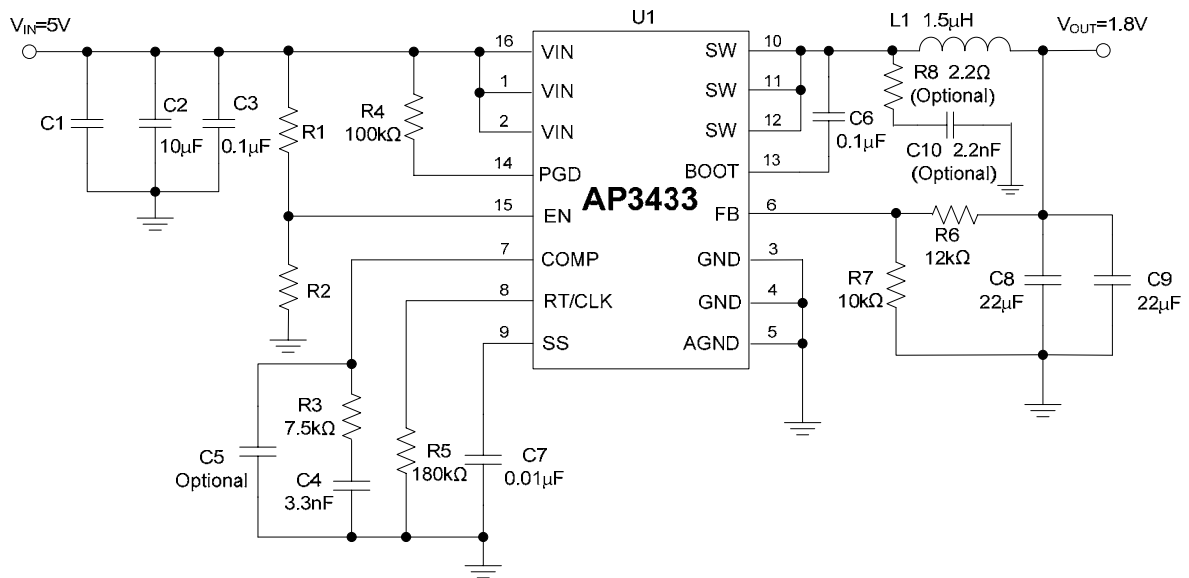 U1
V_IN=5V
L1 1.5μH
V_OUT=1.8V
16
VIN
SW
10
1
VIN
SW
11
2
VIN
SW
12
R8 2.2Ω
(Optional)
C1
C2
10μF
C3
0.1μF
R1
R4
100kΩ
C6
0.1μF
C10 2.2nF
(Optional)
14
PGD
BOOT
13
AP3433
15
EN
FB
6
R6
12kΩ
7
COMP
GND
3
R2
R7
10kΩ
C8
22μF
C9
22μF
8
RT/CLK
GND
4
9
SS
AGND
5
R3
7.5kΩ
C5
Optional
C4
3.3nF
R5
180kΩ
C7
0.01μF